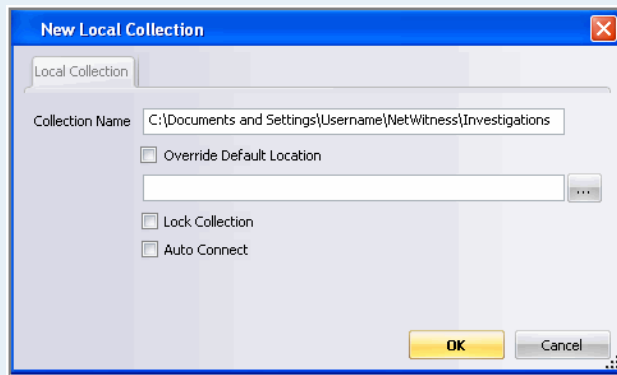 New Local Collection
Local Collection
Collection Name C:\Documents and Settings\Username\NetWitness\Investigations
Override Default Location
...
Lock Collection
Auto Connect
OK Cancel